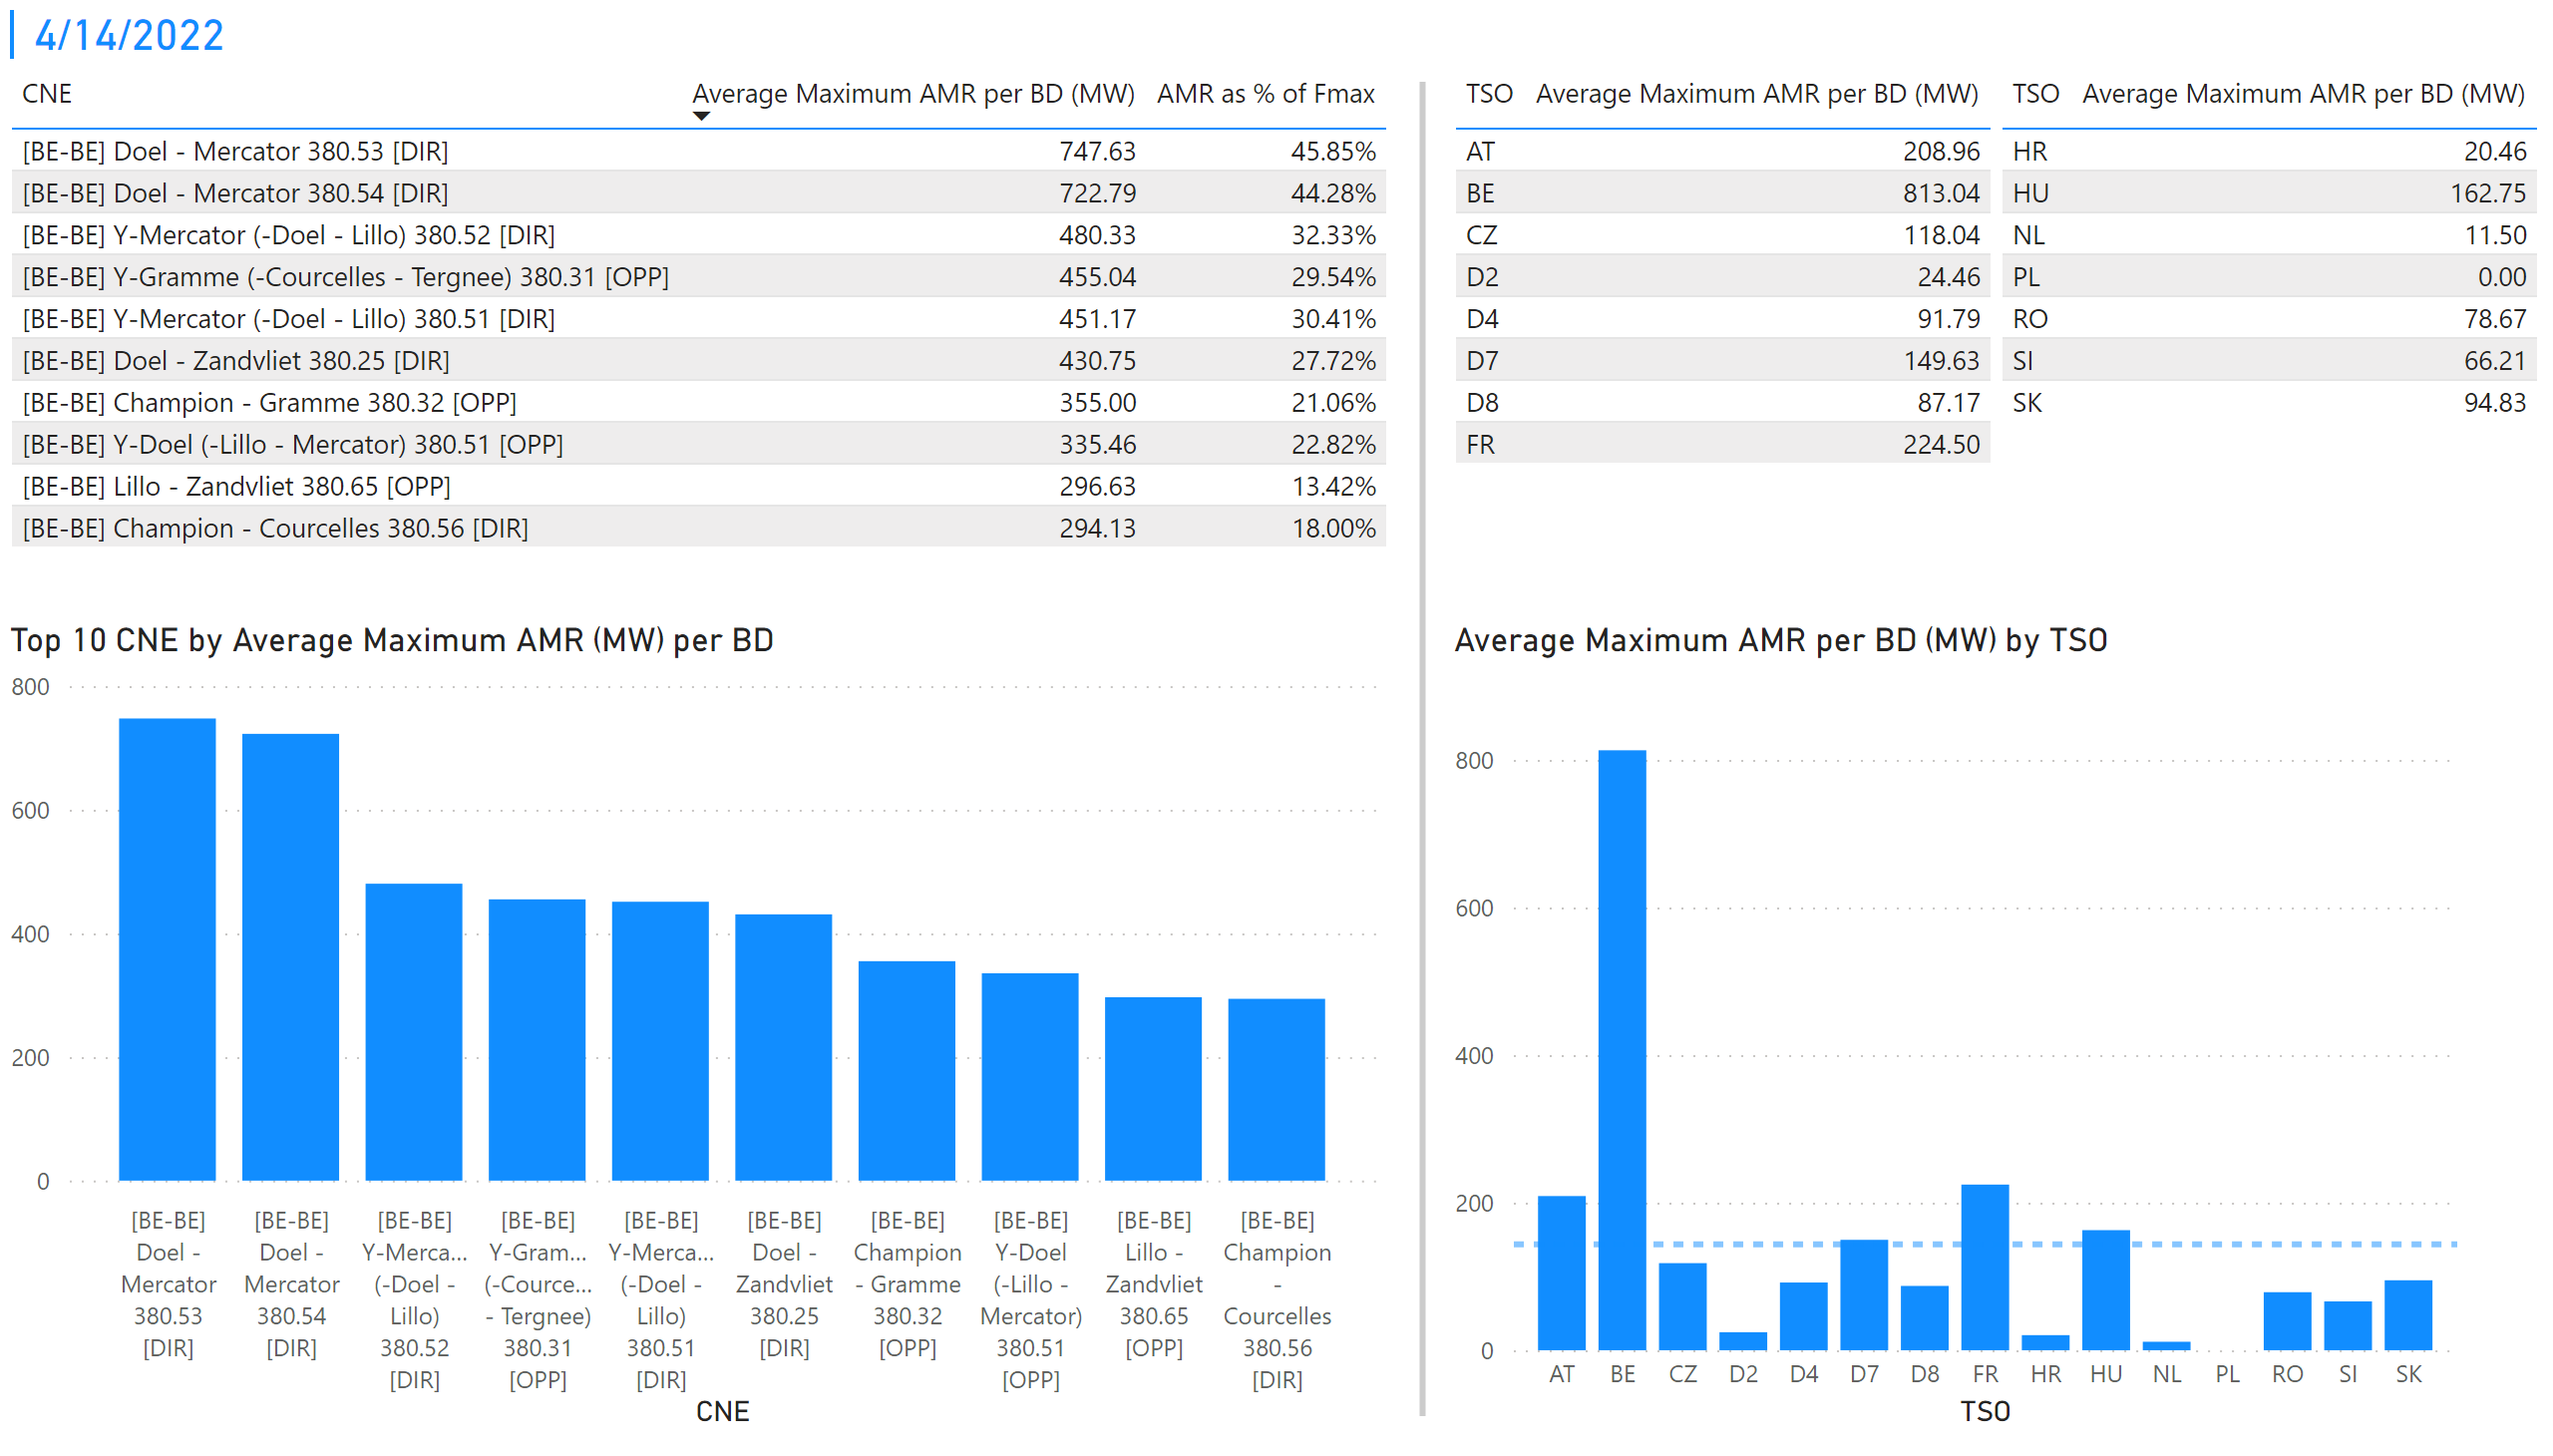 4/14/2022
CNE Average Maximum AMR per BD (MW) AMR as % of Fmax
[BE-BE] Doel - Mercator 380.53 [DIR] 747.63 45.85%
[BE-BE] Doel - Mercator 380.54 [DIR] 722.79 44.28%
[BE-BE] Y-Mercator (-Doel - Lillo) 380.52 [DIR] 480.33 32.33%
[BE-BE] Y-Gramme (-Courcelles - Tergnee) 380.31 [OPP] 455.04 29.54%
[BE-BE] Y-Mercator (-Doel - Lillo) 380.51 [DIR] 451.17 30.41%
[BE-BE] Doel - Zandvliet 380.25 [DIR] 430.75 27.72%
[BE-BE] Champion - Gramme 380.32 [OPP] 355.00 21.06%
[BE-BE] Y-Doel (-Lillo - Mercator) 380.51 [OPP] 335.46 22.82%
[BE-BE] Lillo - Zandvliet 380.65 [OPP] 296.63 13.42%
[BE-BE] Champion - Courcelles 380.56 [DIR] 294.13 18.00%
TSO Average Maximum AMR per BD (MW)
AT 208.96
BE 813.04
CZ 118.04
D2 24.46
D4 91.79
D7 149.63
D8 87.17
FR 224.50
TSO Average Maximum AMR per BD (MW)
HR 20.46
HU 162.75
NL 11.50
PL 0.00
RO 78.67
SI 66.21
SK 94.83
Top 10 CNE by Average Maximum AMR (MW) per BD
800
600
400
200
0
[BE-BE]
Doel -
Mercator
380.53
[DIR]
[BE-BE]
Doel -
Mercator
380.54
[DIR]
[BE-BE]
Y-Merca...
(-Doel -
Lillo)
380.52
[DIR]
[BE-BE]
Y-Gram...
(-Cource...
- Tergnee)
380.31
[OPP]
[BE-BE]
Y-Merca...
(-Doel -
Lillo)
380.51
[DIR]
[BE-BE]
Doel -
Zandvliet
380.25
[DIR]
[BE-BE]
Champion
- Gramme
380.32
[OPP]
[BE-BE]
Y-Doel
(-Lillo -
Mercator)
380.51
[OPP]
[BE-BE]
Lillo -
Zandvliet
380.65
[OPP]
[BE-BE]
Champion
-
Courcelles
380.56
[DIR]
CNE
Average Maximum AMR per BD (MW) by TSO
800
600
400
200
0
AT BE CZ D2 D4 D7 D8 FR HR HU NL PL RO SI SK
TSO